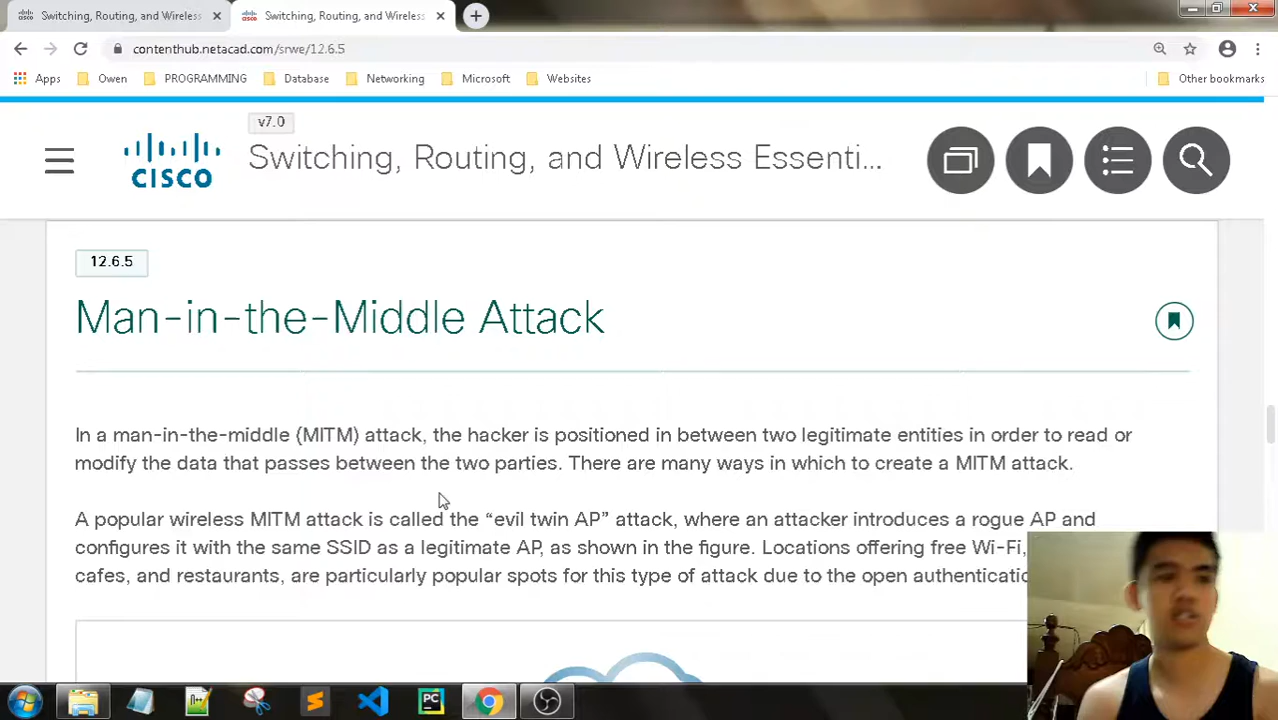 Switching, Routing, and Wireless
Switching, Routing, and Wireless
contenthub.netacad.com/srwe/12.6.5
Apps
Owen
PROGRAMMING
Database
Networking
Microsoft
Websites
Other bookmarks
v7.0
CISCO
Switching, Routing, and Wireless Essenti...
12.6.5
Man-in-the-Middle Attack
In a man-in-the-middle (MITM) attack, the hacker is positioned in between two legitimate entities in order to read or
modify the data that passes between the two parties. There are many ways in which to create a MITM attack.
A popular wireless MITM attack is called the “evil twin AP” attack, where an attacker introduces a rogue AP and
configures it with the same SSID as a legitimate AP, as shown in the figure. Locations offering free Wi-Fi,
cafes, and restaurants, are particularly popular spots for this type of attack due to the open
PC